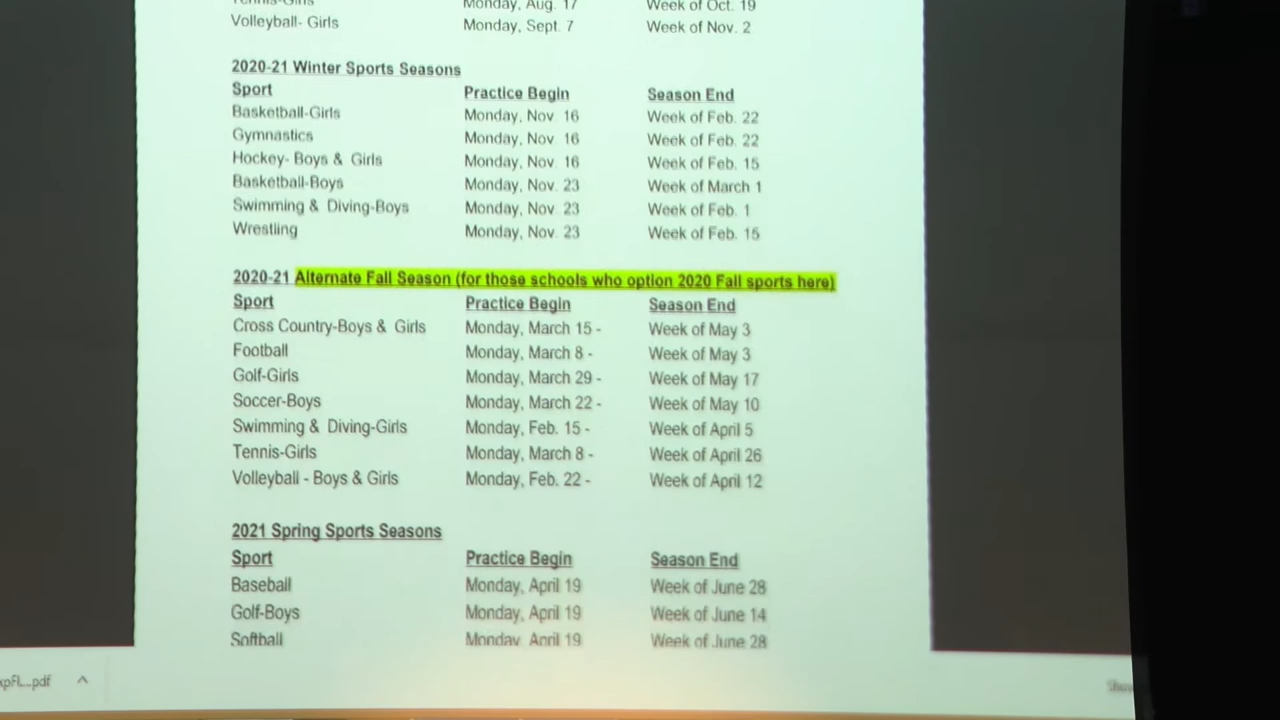 Tennis-Girls Monday, Aug. 17 Week of Oct. 19
Volleyball- Girls Monday, Sept. 7 Week of Nov. 2
2020-21 Winter Sports Seasons
Sport Practice Begin Season End
Basketball-Girls Monday, Nov. 16 Week of Feb. 22
Gymnastics Monday, Nov. 16 Week of Feb. 22
Hockey- Boys & Girls Monday, Nov. 16 Week of Feb. 15
Basketball-Boys Monday, Nov. 23 Week of March 1
Swimming & Diving-Boys Monday, Nov. 23 Week of Feb. 1
Wrestling Monday, Nov. 23 Week of Feb. 15
2020-21 Alternate Fall Season (for those schools who option 2020 Fall sports here)
Sport Practice Begin Season End
Cross Country-Boys & Girls Monday, March 15 - Week of May 3
Football Monday, March 8 - Week of May 3
Golf-Girls Monday, March 29 - Week of May 17
Soccer-Boys Monday, March 22 - Week of May 10
Swimming & Diving-Girls Monday, Feb. 15 - Week of April 5
Tennis-Girls Monday, March 8 - Week of April 26
Volleyball - Boys & Girls Monday, Feb. 22 - Week of April 12
2021 Spring Sports Seasons
Sport Practice Begin Season End
Baseball Monday, April 19 Week of June 28
Golf-Boys Monday, April 19 Week of June 14
Softball Monday, April 19 Week of June 28